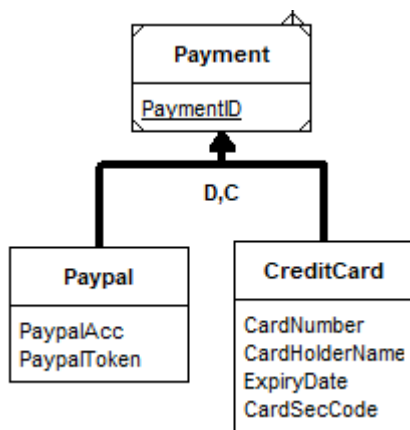 Payment
PaymentID
D,C
Paypal
PaypalAcc
PaypalToken
CreditCard
CardNumber
CardHolderName
ExpiryDate
CardSecCode